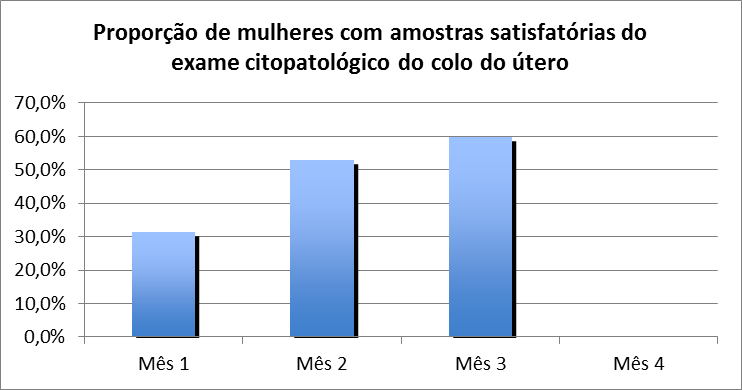 Proporção de mulheres com amostras satisfatórias do
exame citopatológico do colo do útero
70,0%
60,0%
50,0%
40,0%
30,0%
20,0%
10,0%
0,0%
Mês 1 Mês 2 Mês 3 Mês 4